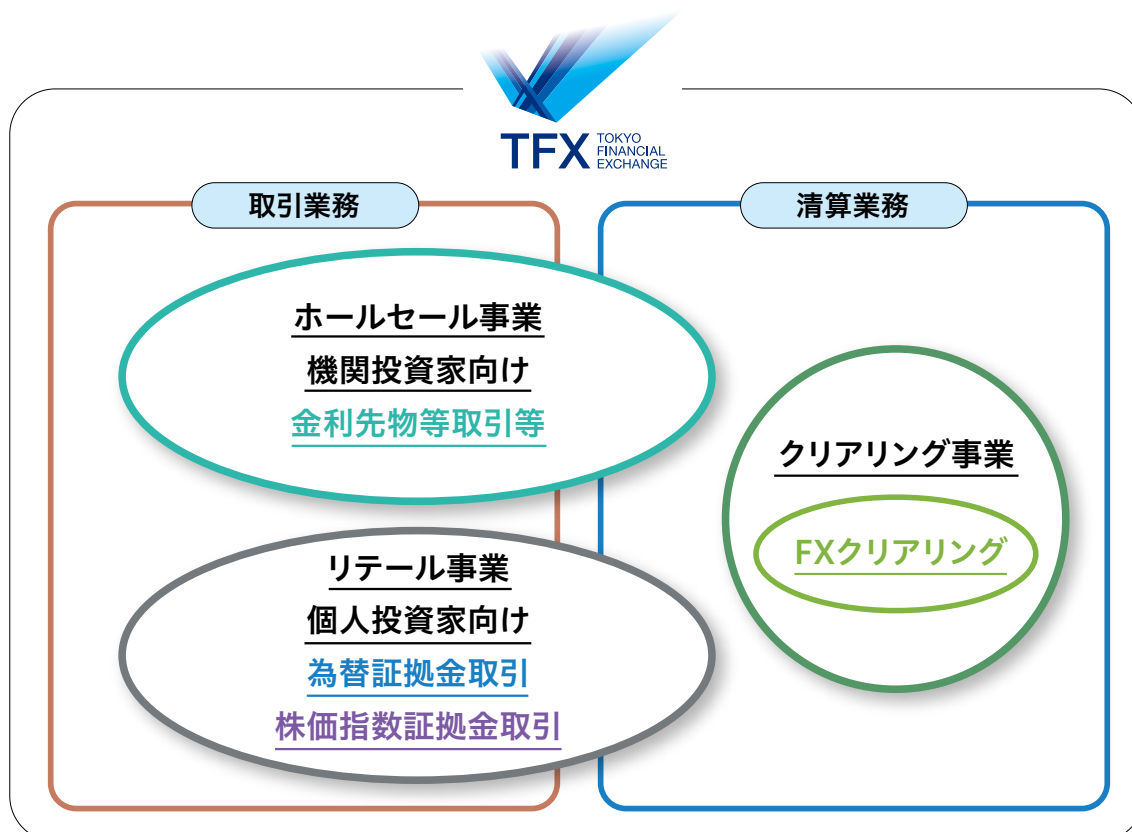 TFX
TOKYO
FINANCIAL
EXCHANGE
取引業務
ホールセール事業
機関投資家向け
金利先物等取引等
リテール事業
個人投資家向け
為替証拠金取引
株価指数証拠金取引
清算業務
クリアリング事業
FXクリアリング